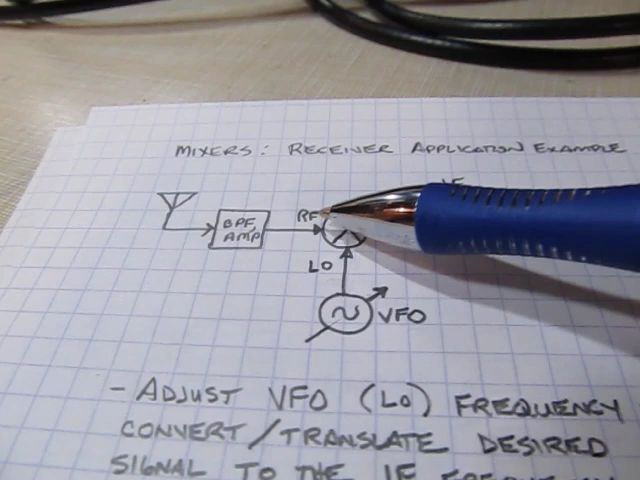 MIXERS: RECEIVER APPLICATION EXAMPLE
IF
BPF, AMP
RF
LO
VFO
- ADJUST VFO (LO) FREQUENCY
CONVERT/TRANSLATE DESIRED
SIGNAL TO THE IF